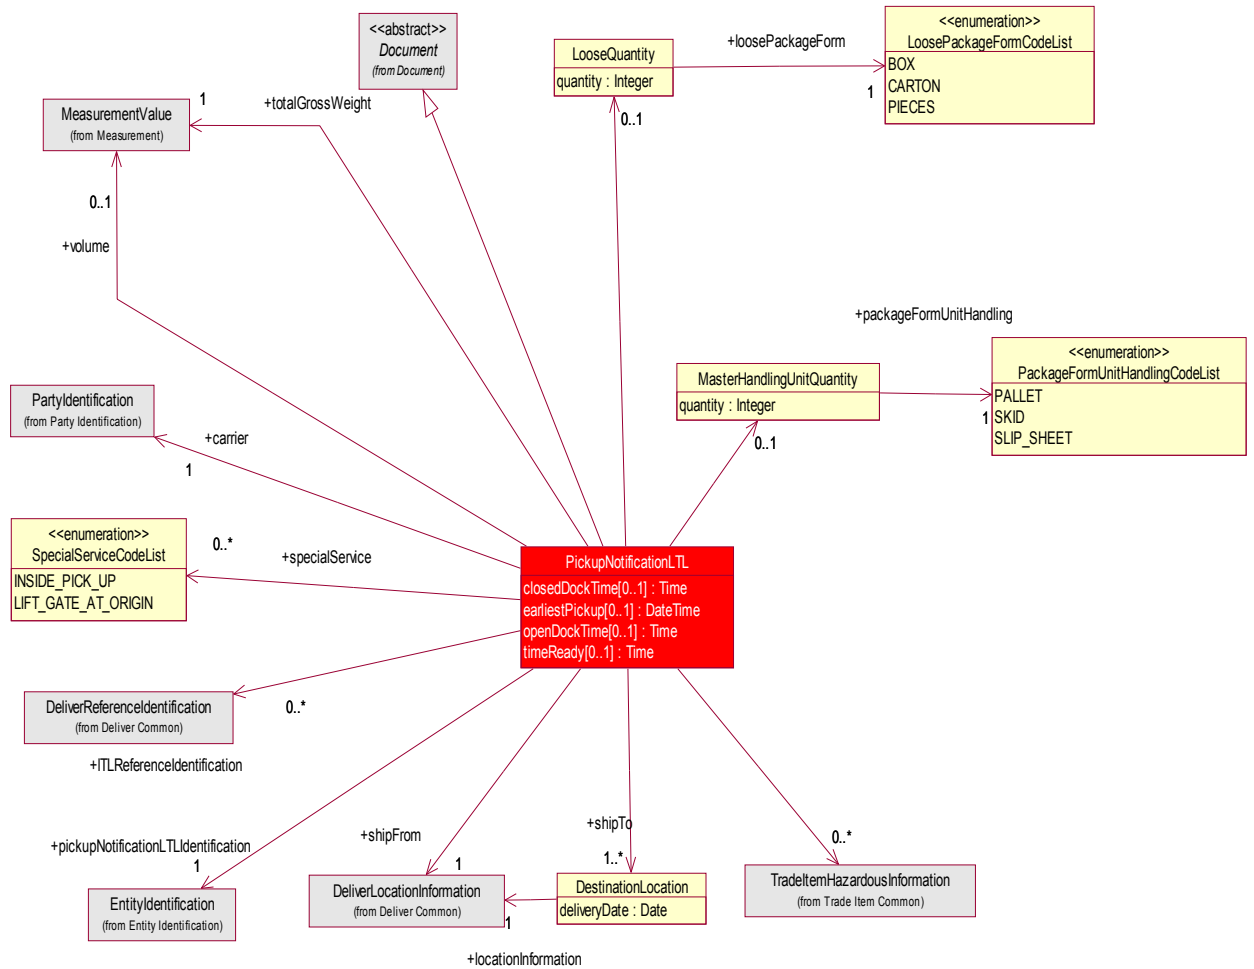 <<abstract>>
Document
(from Document)
LooseQuantity
quantity : Integer
+loosePackageForm
1
<<enumeration>>
LoosePackageFormCodeList
BOX
CARTON
PIECES
0..1
MeasurementValue
(from Measurement)
1
+totalGrossWeight
0..1
+volume
+packageFormUnitHandling
<<enumeration>>
PackageFormUnitHandlingCodeList
PALLET
SKID
SLIP_SHEET
1
MasterHandlingUnitQuantity
quantity : Integer
0..1
PartyIdentification
(from Party Identification)
+carrier
1
<<enumeration>>
SpecialServiceCodeList
INSIDE_PICK_UP
LIFT_GATE_AT_ORIGIN
0..*
+specialService
PickupNotificationLTL
closedDockTime[0..1] : Time
earliestPickup[0..1] : DateTime
openDockTime[0..1] : Time
timeReady[0..1] : Time
DeliverReferenceIdentification
(from Deliver Common)
0..*
+lTLReferenceIdentification
+pickupNotificationLTLIdentification
1
EntityIdentification
(from Entity Identification)
+shipFrom
1
DeliverLocationInformation
(from Deliver Common)
+shipTo
1..*
DestinationLocation
deliveryDate : Date
1
+locationInformation
0..*
TradeItemHazardousInformation
(from Trade Item Common)